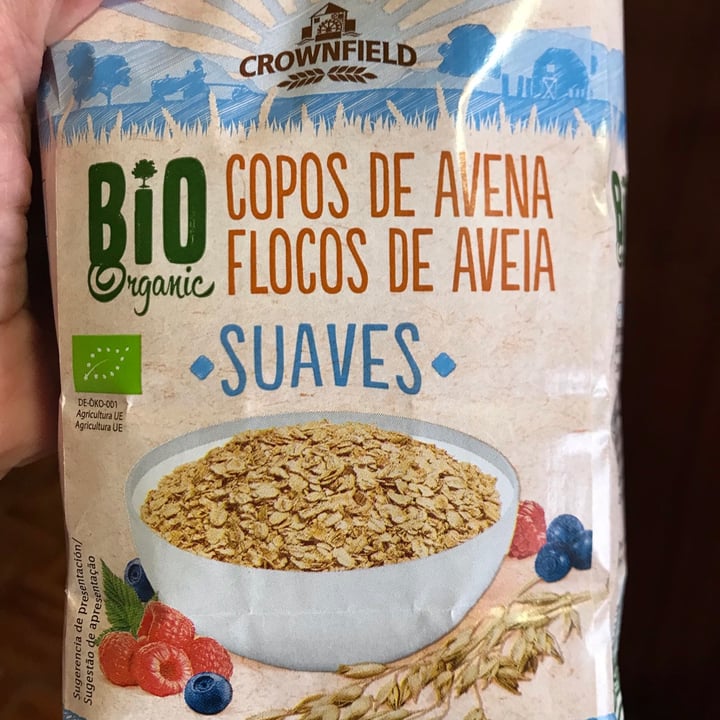 CROWNFIELD
BIO
Organic
COPOS DE AVENA
FLOCOS DE AVEIA
SUAVES
DE-ÖKO-001
Agricultura UE
Agricultura UE
Sugerencia de presentación/
Sugestão de apresentação